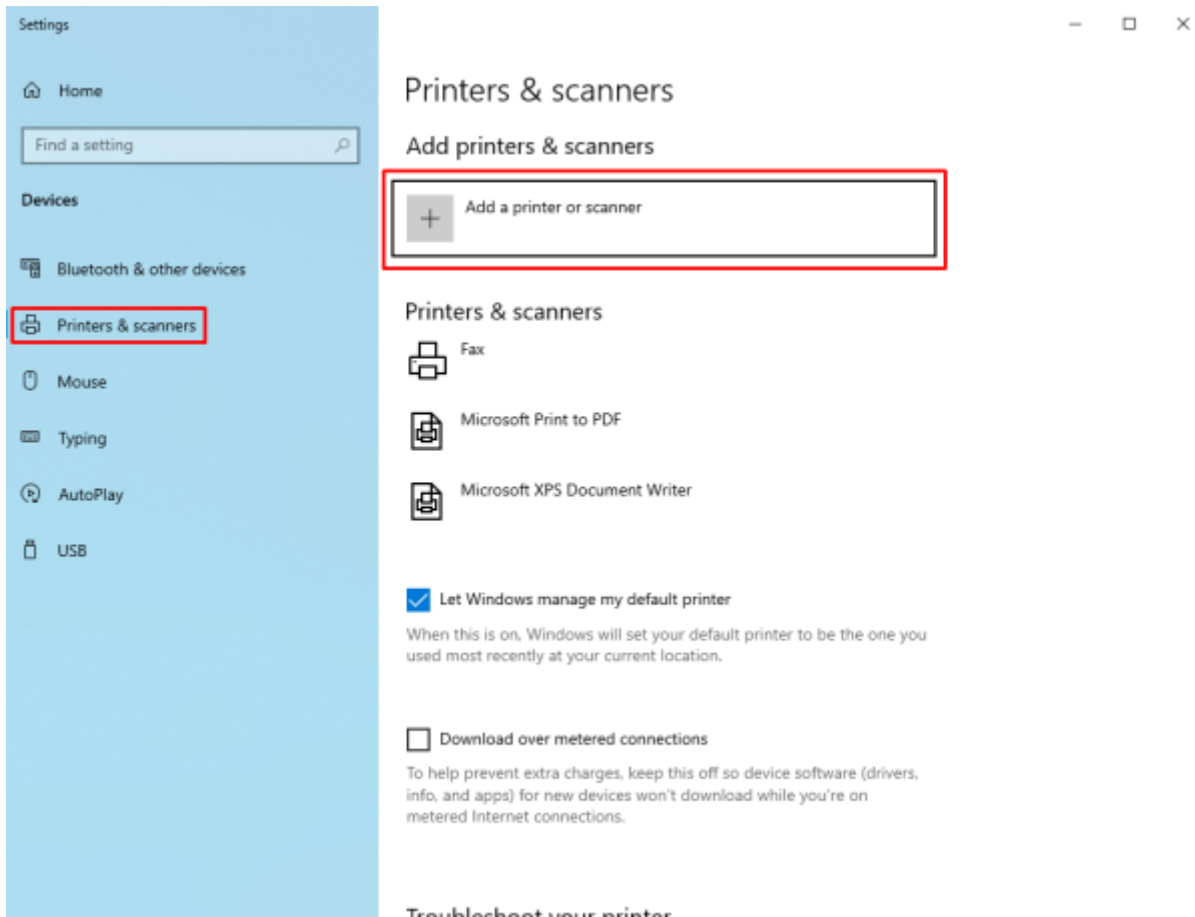 Settings
Home
Find a setting
Devices
Bluetooth & other devices
Printers & scanners
Mouse
Typing
AutoPlay
USB
Printers & scanners
Add printers & scanners
Add a printer or scanner
Printers & scanners
Fax
Microsoft Print to PDF
Microsoft XPS Document Writer
Let Windows manage my default printer
When this is on, Windows will set your default printer to be the one you
used most recently at your current location.
Download over metered connections
To help prevent extra charges, keep this off so device software (drivers,
info, and apps) for new devices won't download while you're on
metered Internet connections.
Troubleshoot your printer